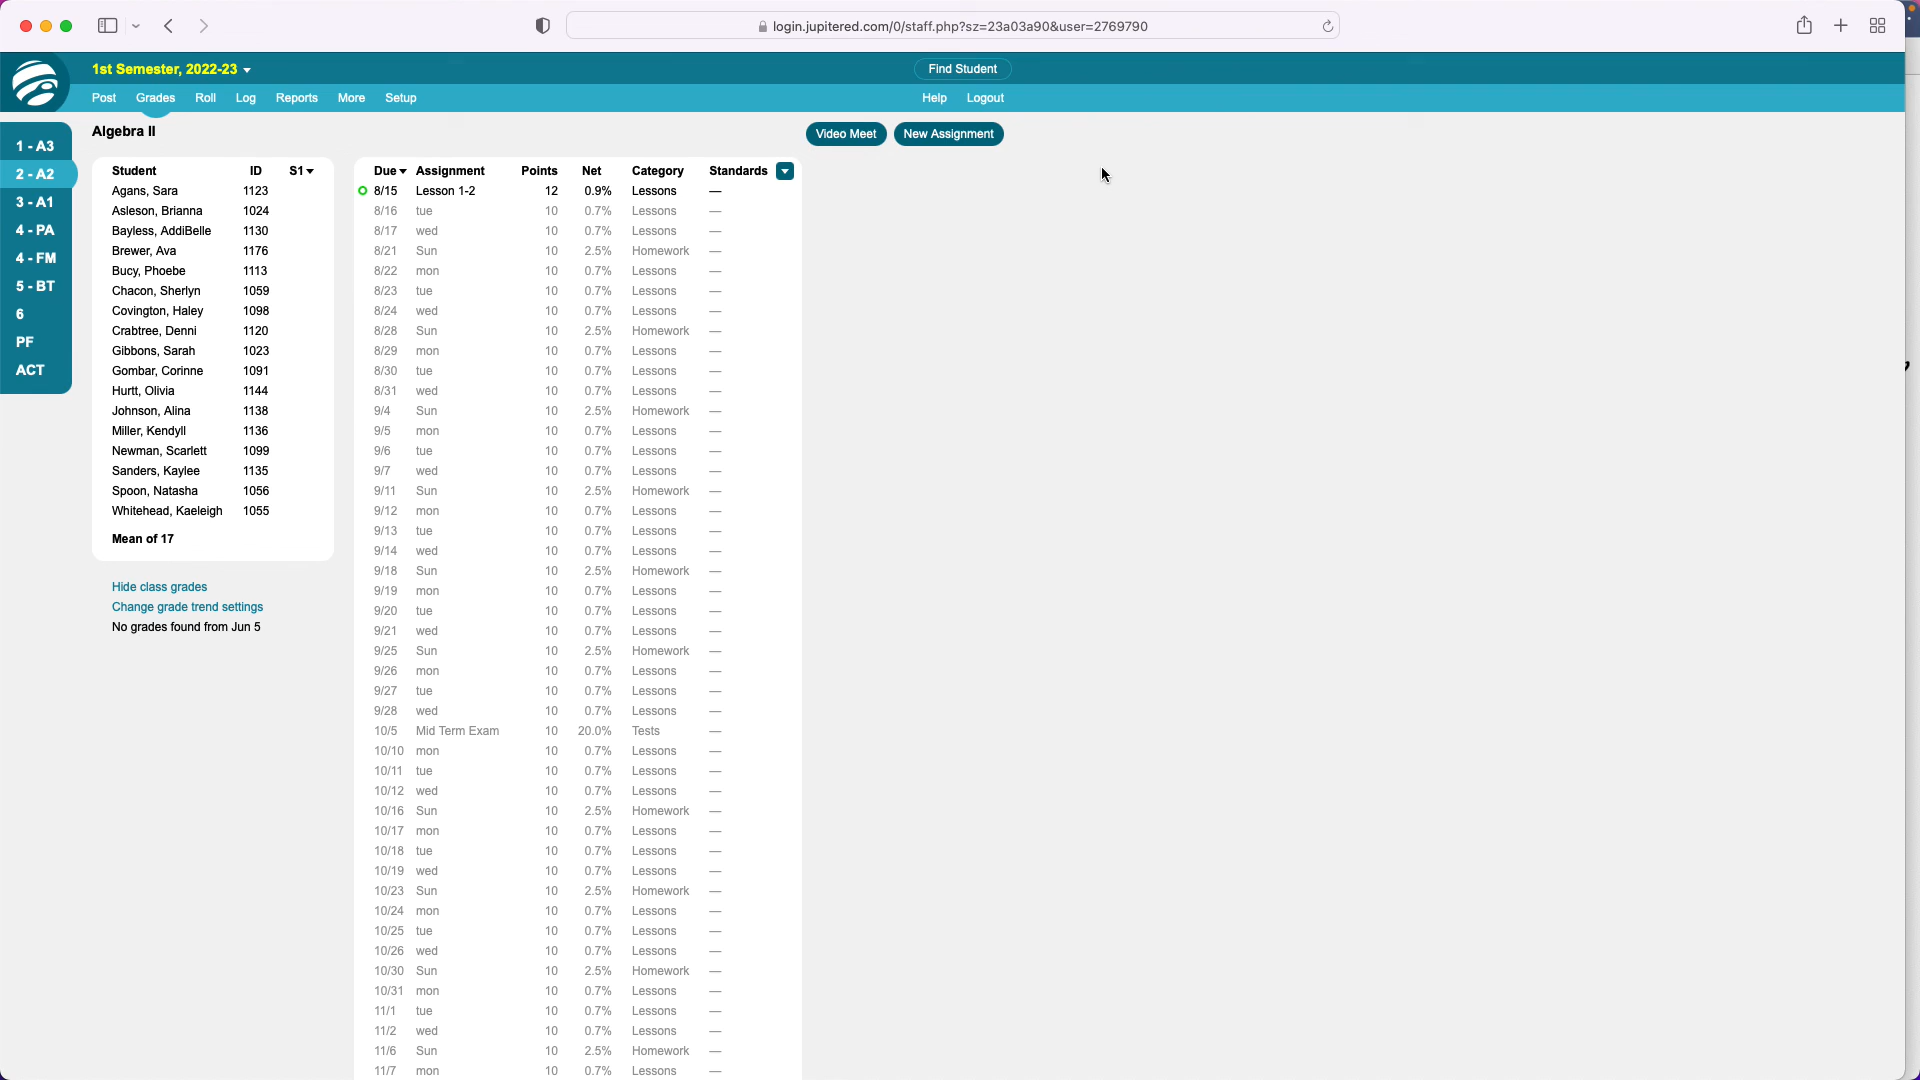 login.jupitered.com/0/staff.php?sz=23a03a90&user=2769790
1st Semester, 2022-23
Find Student
Post Grades Roll Log Reports More Setup Help Logout
Algebra II
Video Meet New Assignment
1 - A3
2 - A2
3 - A1
4 - PA
4 - FM
5 - BT
6
PF
ACT
Student ID S1
Agans, Sara 1123
Asleson, Brianna 1024
Bayless, AddiBelle 1130
Brewer, Ava 1176
Bucy, Phoebe 1113
Chacon, Sherlyn 1059
Covington, Haley 1098
Crabtree, Denni 1120
Gibbons, Sarah 1023
Gombar, Corinne 1091
Hurtt, Olivia 1144
Johnson, Alina 1138
Miller, Kendyll 1136
Newman, Scarlett 1099
Sanders, Kaylee 1135
Spoon, Natasha 1056
Whitehead, Kaeleigh 1055
Mean of 17
Hide class grades
Change grade trend settings
No grades found from Jun 5
Due Assignment Points Net Category Standards
8/15 Lesson 1-2 12 0.9% Lessons —
8/16 tue 10 0.7% Lessons —
8/17 wed 10 0.7% Lessons —
8/21 Sun 10 2.5% Homework —
8/22 mon 10 0.7% Lessons —
8/23 tue 10 0.7% Lessons —
8/24 wed 10 0.7% Lessons —
8/28 Sun 10 2.5% Homework —
8/29 mon 10 0.7% Lessons —
8/30 tue 10 0.7% Lessons —
8/31 wed 10 0.7% Lessons —
9/4 Sun 10 2.5% Homework —
9/5 mon 10 0.7% Lessons —
9/6 tue 10 0.7% Lessons —
9/7 wed 10 0.7% Lessons —
9/11 Sun 10 2.5% Homework —
9/12 mon 10 0.7% Lessons —
9/13 tue 10 0.7% Lessons —
9/14 wed 10 0.7% Lessons —
9/18 Sun 10 2.5% Homework —
9/19 mon 10 0.7% Lessons —
9/20 tue 10 0.7% Lessons —
9/21 wed 10 0.7% Lessons —
9/25 Sun 10 2.5% Homework —
9/26 mon 10 0.7% Lessons —
9/27 tue 10 0.7% Lessons —
9/28 wed 10 0.7% Lessons —
10/5 Mid Term Exam 10 20.0% Tests —
10/10 mon 10 0.7% Lessons —
10/11 tue 10 0.7% Lessons —
10/12 wed 10 0.7% Lessons —
10/16 Sun 10 2.5% Homework —
10/17 mon 10 0.7% Lessons —
10/18 tue 10 0.7% Lessons —
10/19 wed 10 0.7% Lessons —
10/23 Sun 10 2.5% Homework —
10/24 mon 10 0.7% Lessons —
10/25 tue 10 0.7% Lessons —
10/26 wed 10 0.7% Lessons —
10/30 Sun 10 2.5% Homework —
10/31 mon 10 0.7% Lessons —
11/1 tue 10 0.7% Lessons —
11/2 wed 10 0.7% Lessons —
11/6 Sun 10 2.5% Homework —
11/7 mon 10 0.7% Lessons —